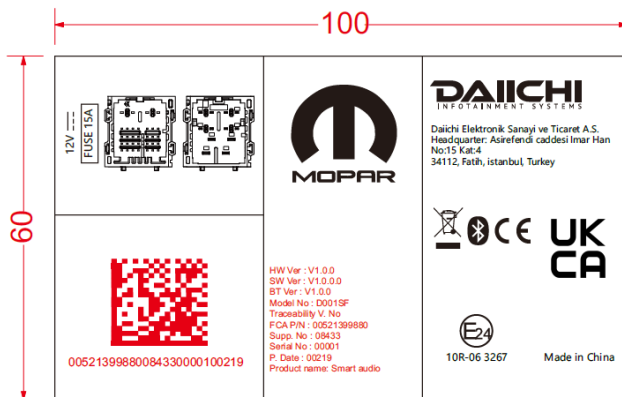 100
60
12V
FUSE 15A
MOPAR
DAIICHI
INFOTAINMENT SYSTEMS
Daiichi Elektronik Sanayi ve Ticaret A.S.
Headquarter: Asirefendi caddesi Imar Han
No:15 Kat:4
34112, Fatih, istanbul, Turkey
CE
UK
CA
HW Ver : V1.0.0
SW Ver : V1.0.0.0
BT Ver : V1.0.0
Model No : D001SF
Traceability V. No
FCA P/N : 00521399880
Supp. No : 08433
Serial No : 00001
P. Date : 00219
Product name: Smart audio
00521399880084330000100219
E24
10R-06 3267
Made in China